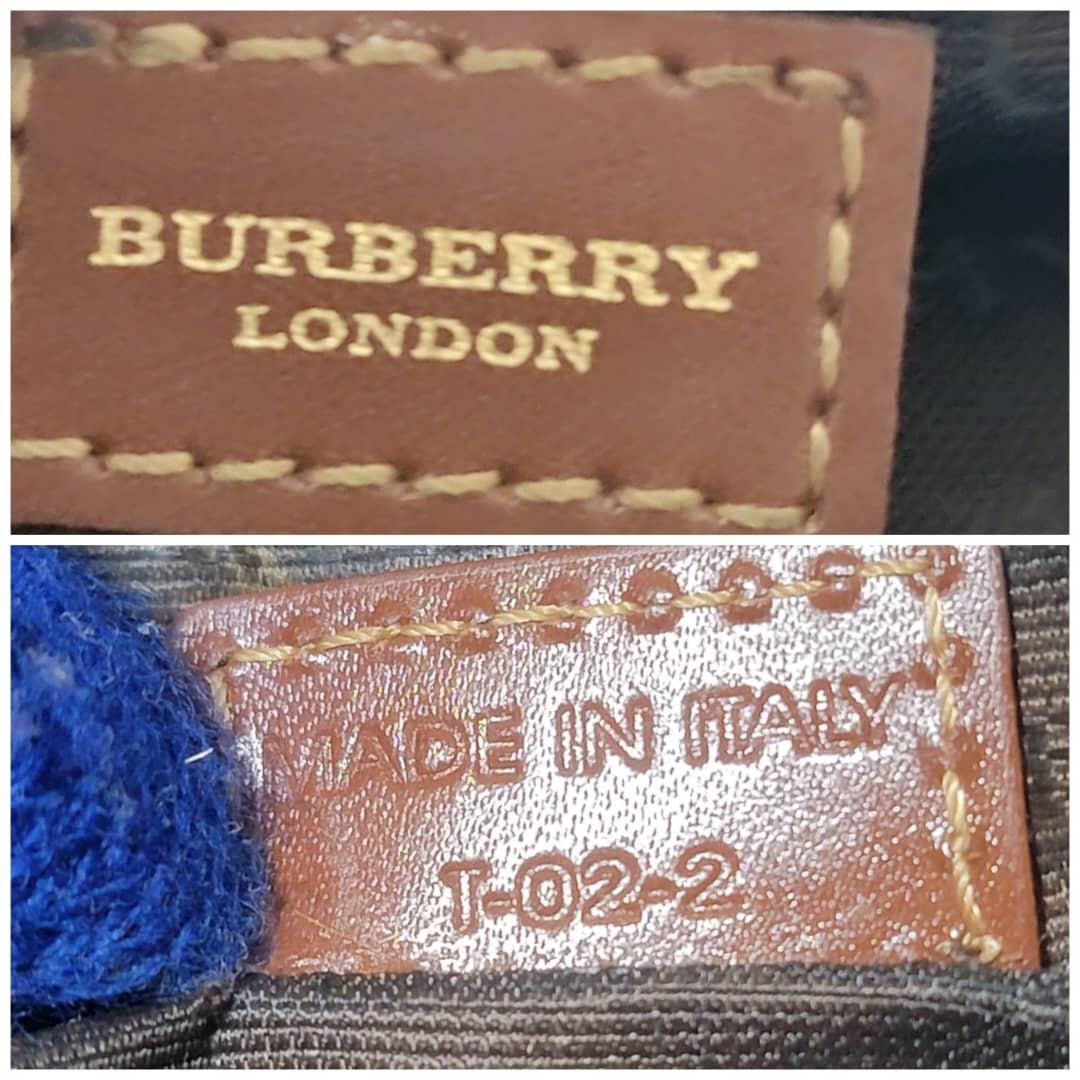 BURBERRY
LONDON
MADE IN ITALY
T-02-2